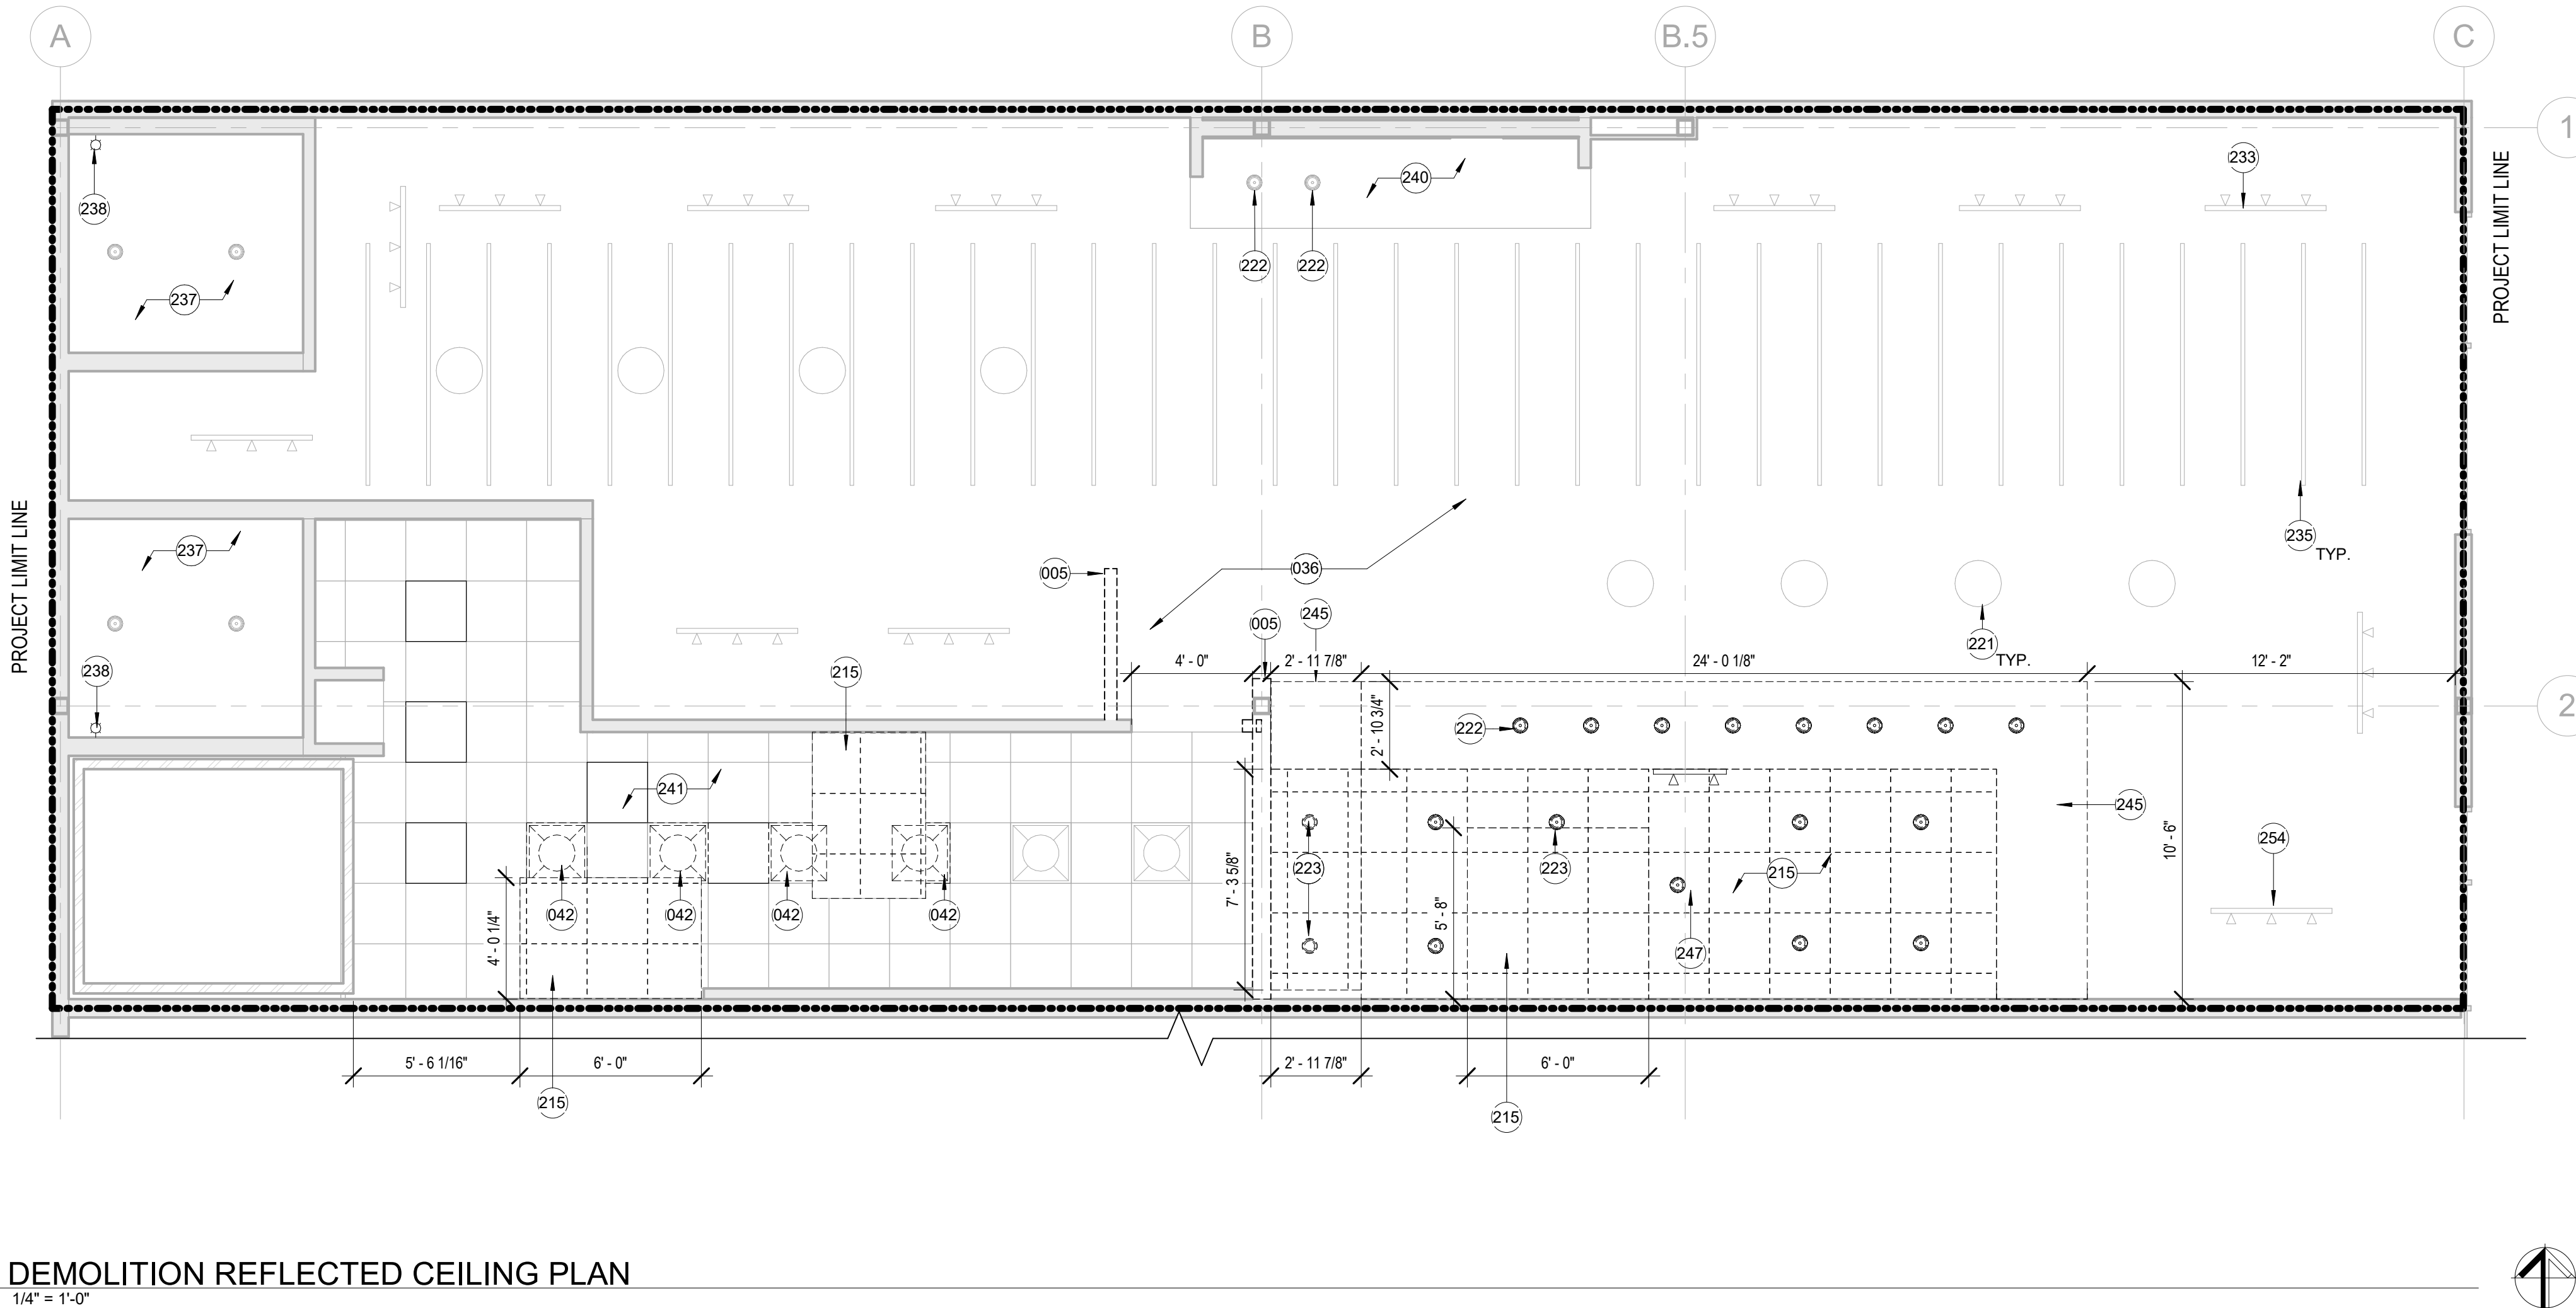 A
B
B.5
C
1
233
PROJECT LIMIT LINE
240
238
222
222
237
235
TYP.
PROJECT LIMIT LINE
237
005
036
005
245
221
TYP.
238
215
4' - 0"
2' - 11 7/8"
24' - 0 1/8"
12' - 2"
2
222
2' - 10 3/4"
241
245
254
10' - 6"
223
223
215
7' - 3 5/8"
5' - 8"
042
042
042
042
4' - 0 1/4"
247
5' - 6 1/16"
6' - 0"
2' - 11 7/8"
6' - 0"
215
215
DEMOLITION REFLECTED CEILING PLAN
1/4" = 1'-0"